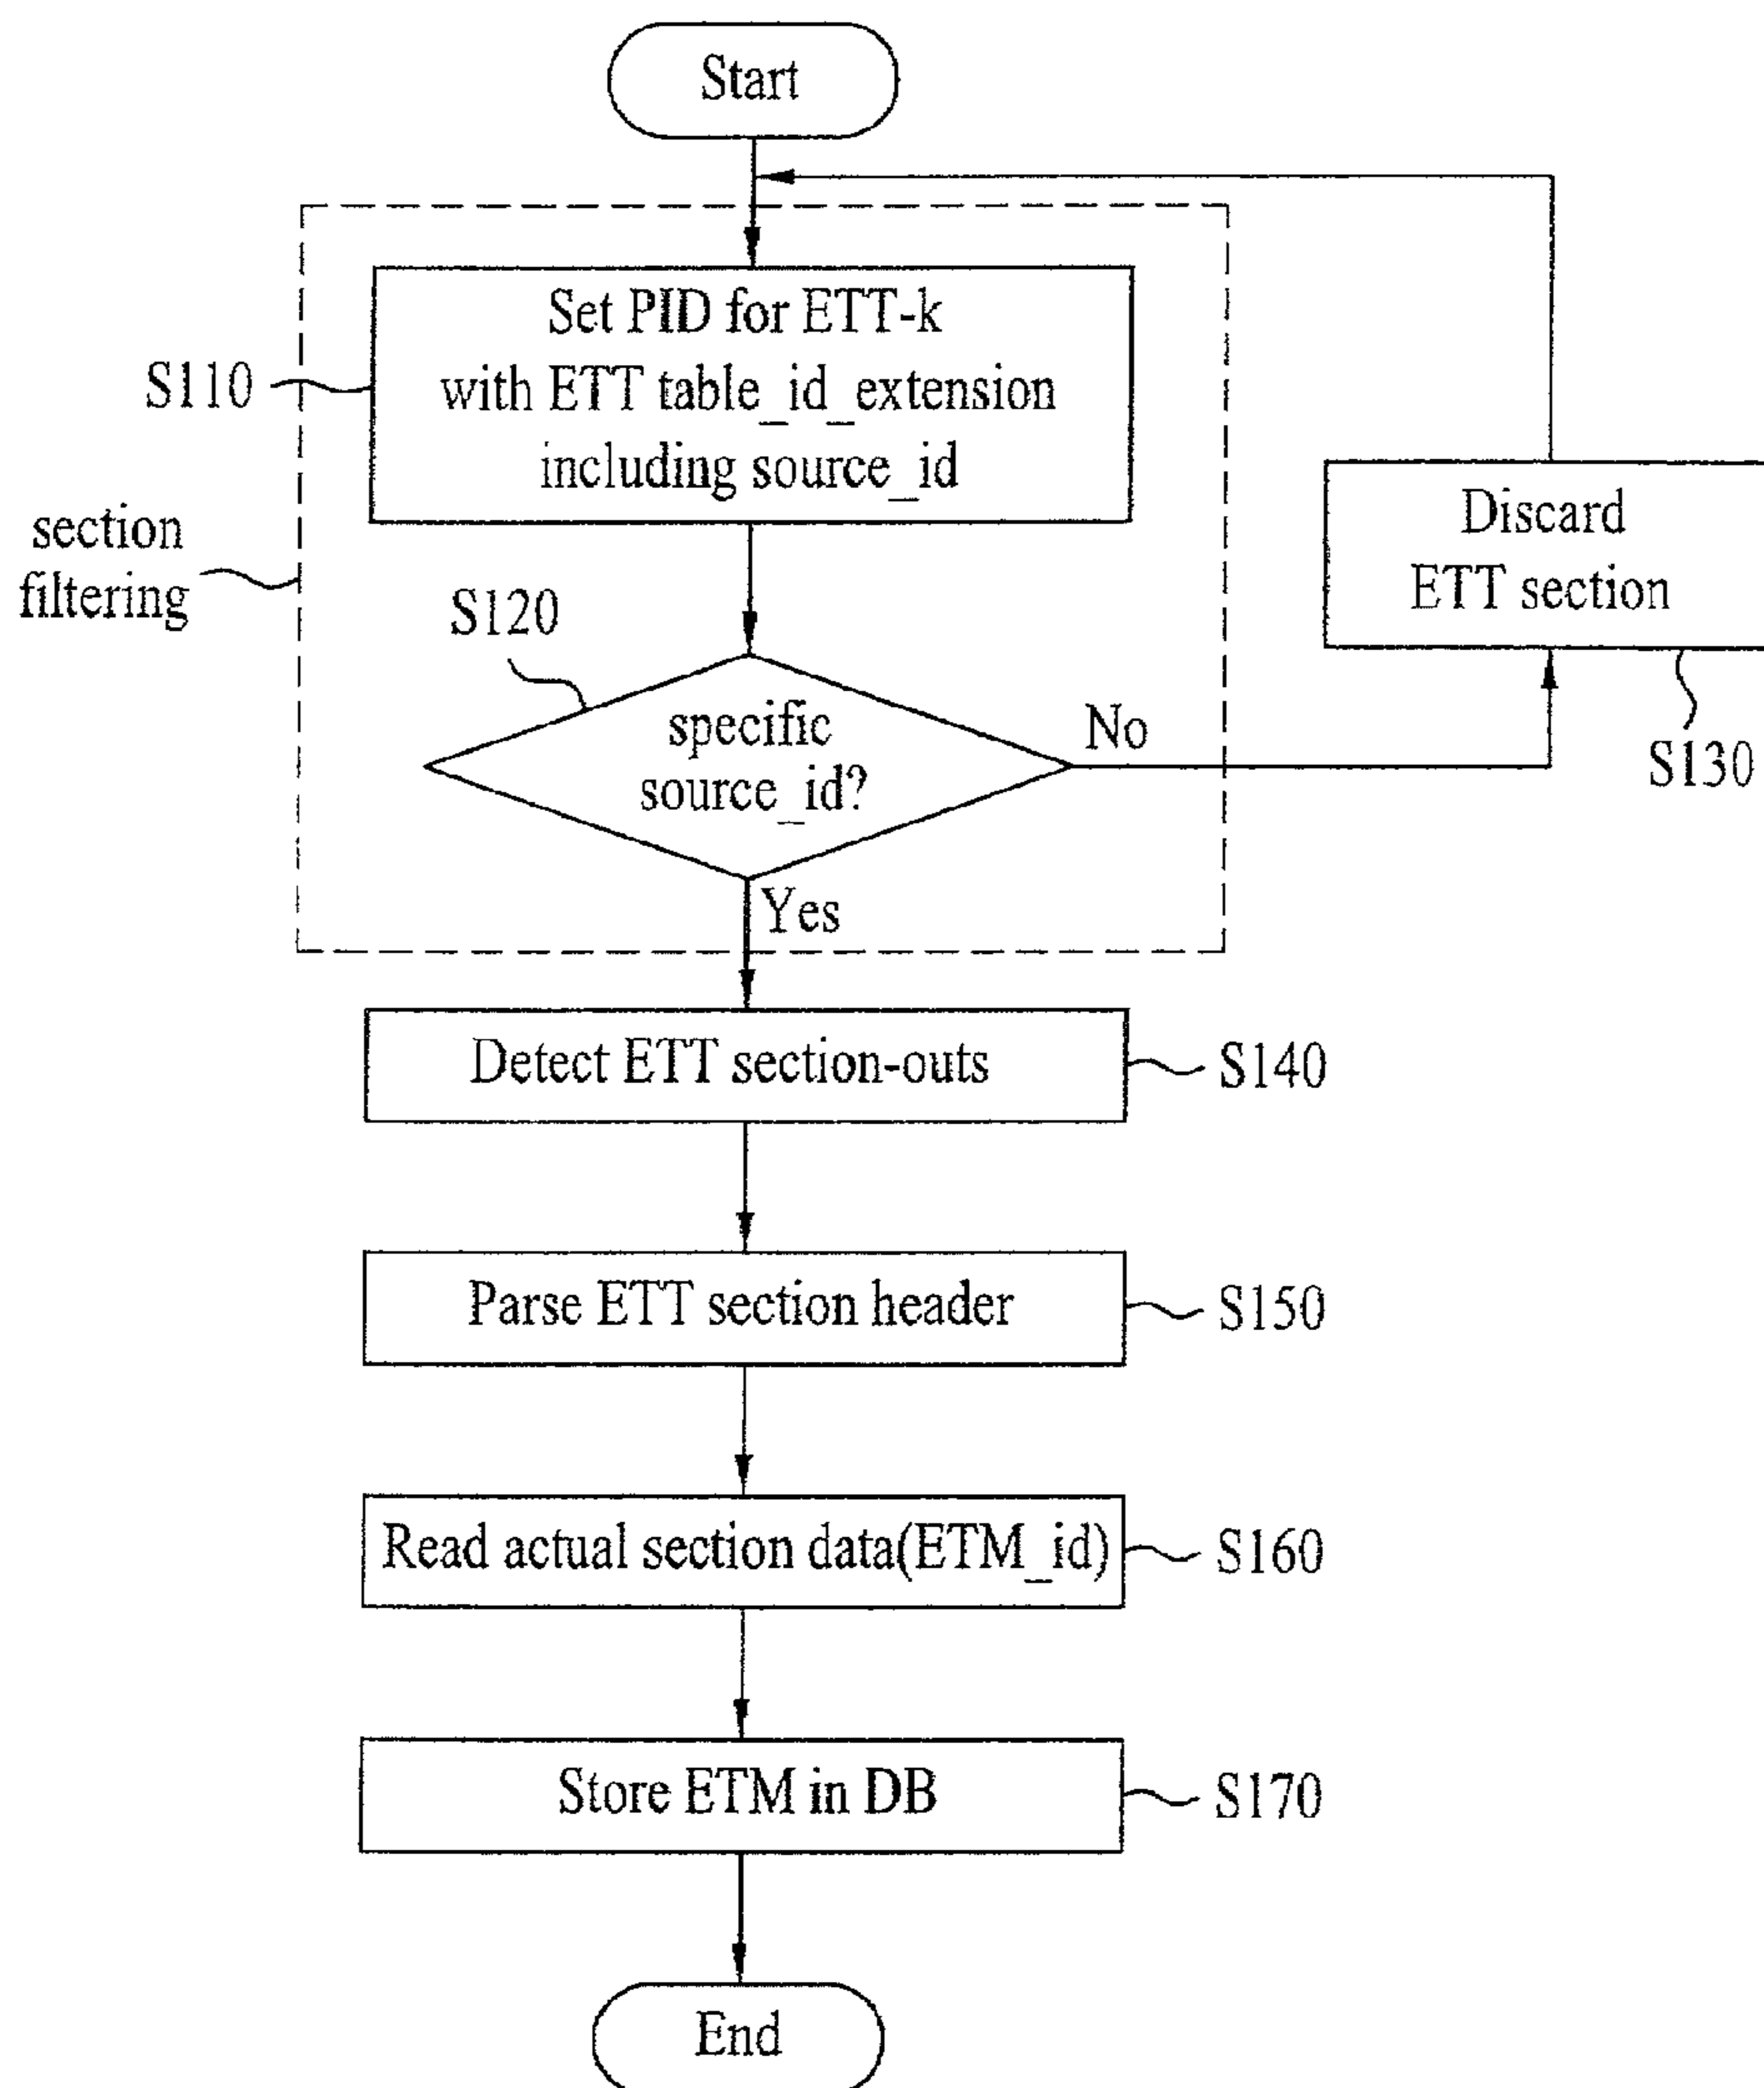 Start
Set PID for ETT-k
with ETT table_id_extension
including source_id
S110
section
filtering
S120
specific
source_id?
No
Yes
Discard
ETT section
S130
Detect ETT section-outs
S140
Parse ETT section header
S150
Read actual section data(ETM_id)
S160
Store ETM in DB
S170
End